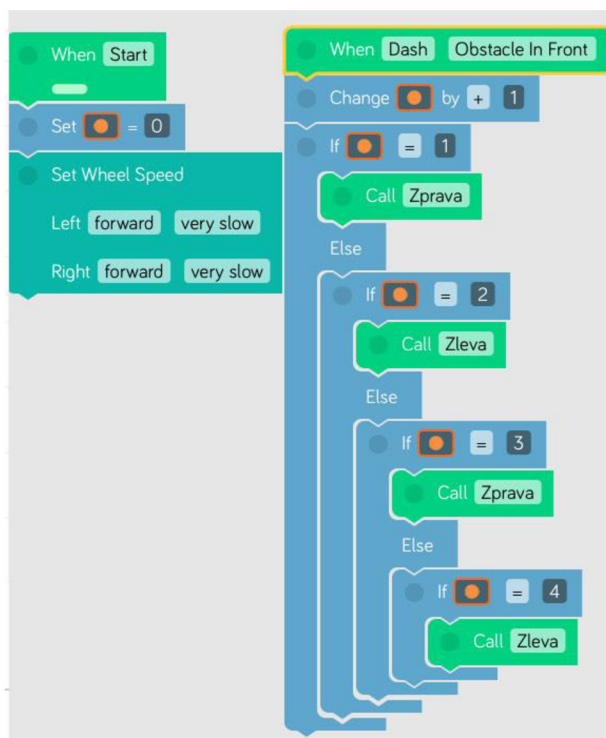 When Start
Set = 0
Set Wheel Speed
Left forward very slow
Right forward very slow
When Dash Obstacle In Front
Change by + 1
If = 1
Call Zprava
Else
If = 2
Call Zleva
Else
If = 3
Call Zprava
Else
If = 4
Call Zleva